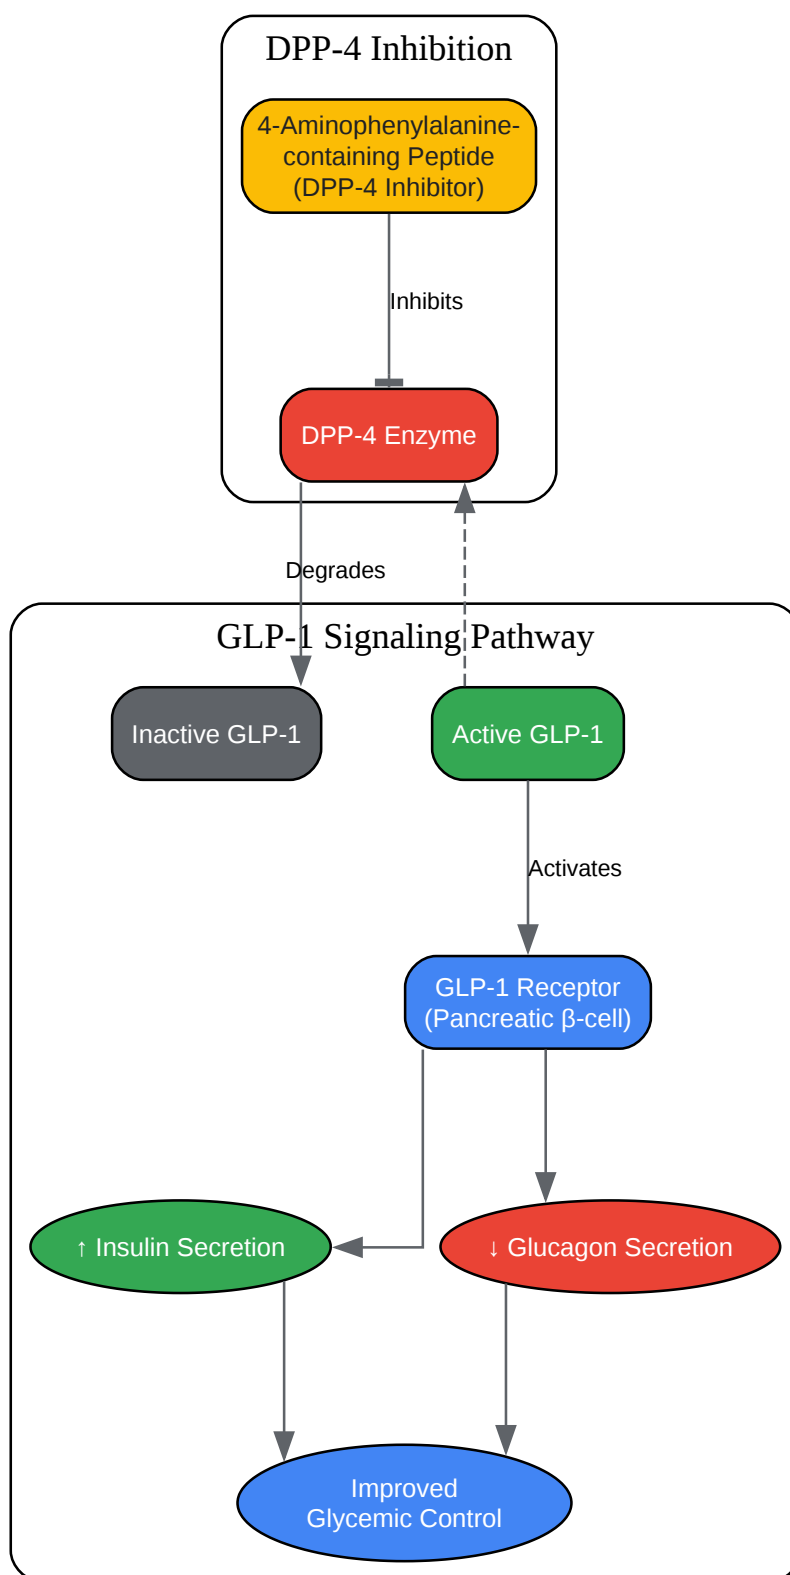 DPP-4 Inhibition
4-Aminophenylalanine-
containing Peptide
(DPP-4 Inhibitor)
Inhibits
DPP-4 Enzyme
Degrades
GLP-1 Signaling Pathway
Inactive GLP-1
Active GLP-1
Activates
GLP-1 Receptor
(Pancreatic β-cell)
↑ Insulin Secretion
↓ Glucagon Secretion
Improved
Glycemic Control